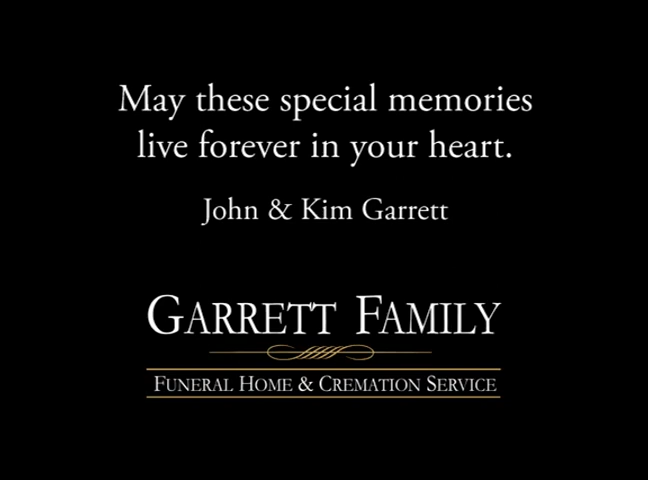 May these special memories
live forever in your heart.
John & Kim Garrett
GARRETT FAMILY
FUNERAL HOME & CREMATION SERVICE